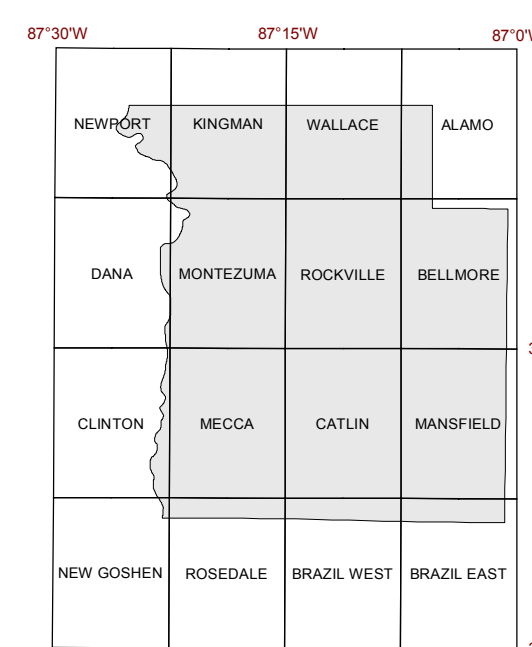 87°30'W 87°15'W 87°0'
NEWPORT KINGMAN WALLACE ALAMO
DANA MONTEZUMA ROCKVILLE BELLMORE
CLINTON MECCA CATLIN MANSFIELD
NEW GOSHEN ROSEDALE BRAZIL WEST BRAZIL EAST